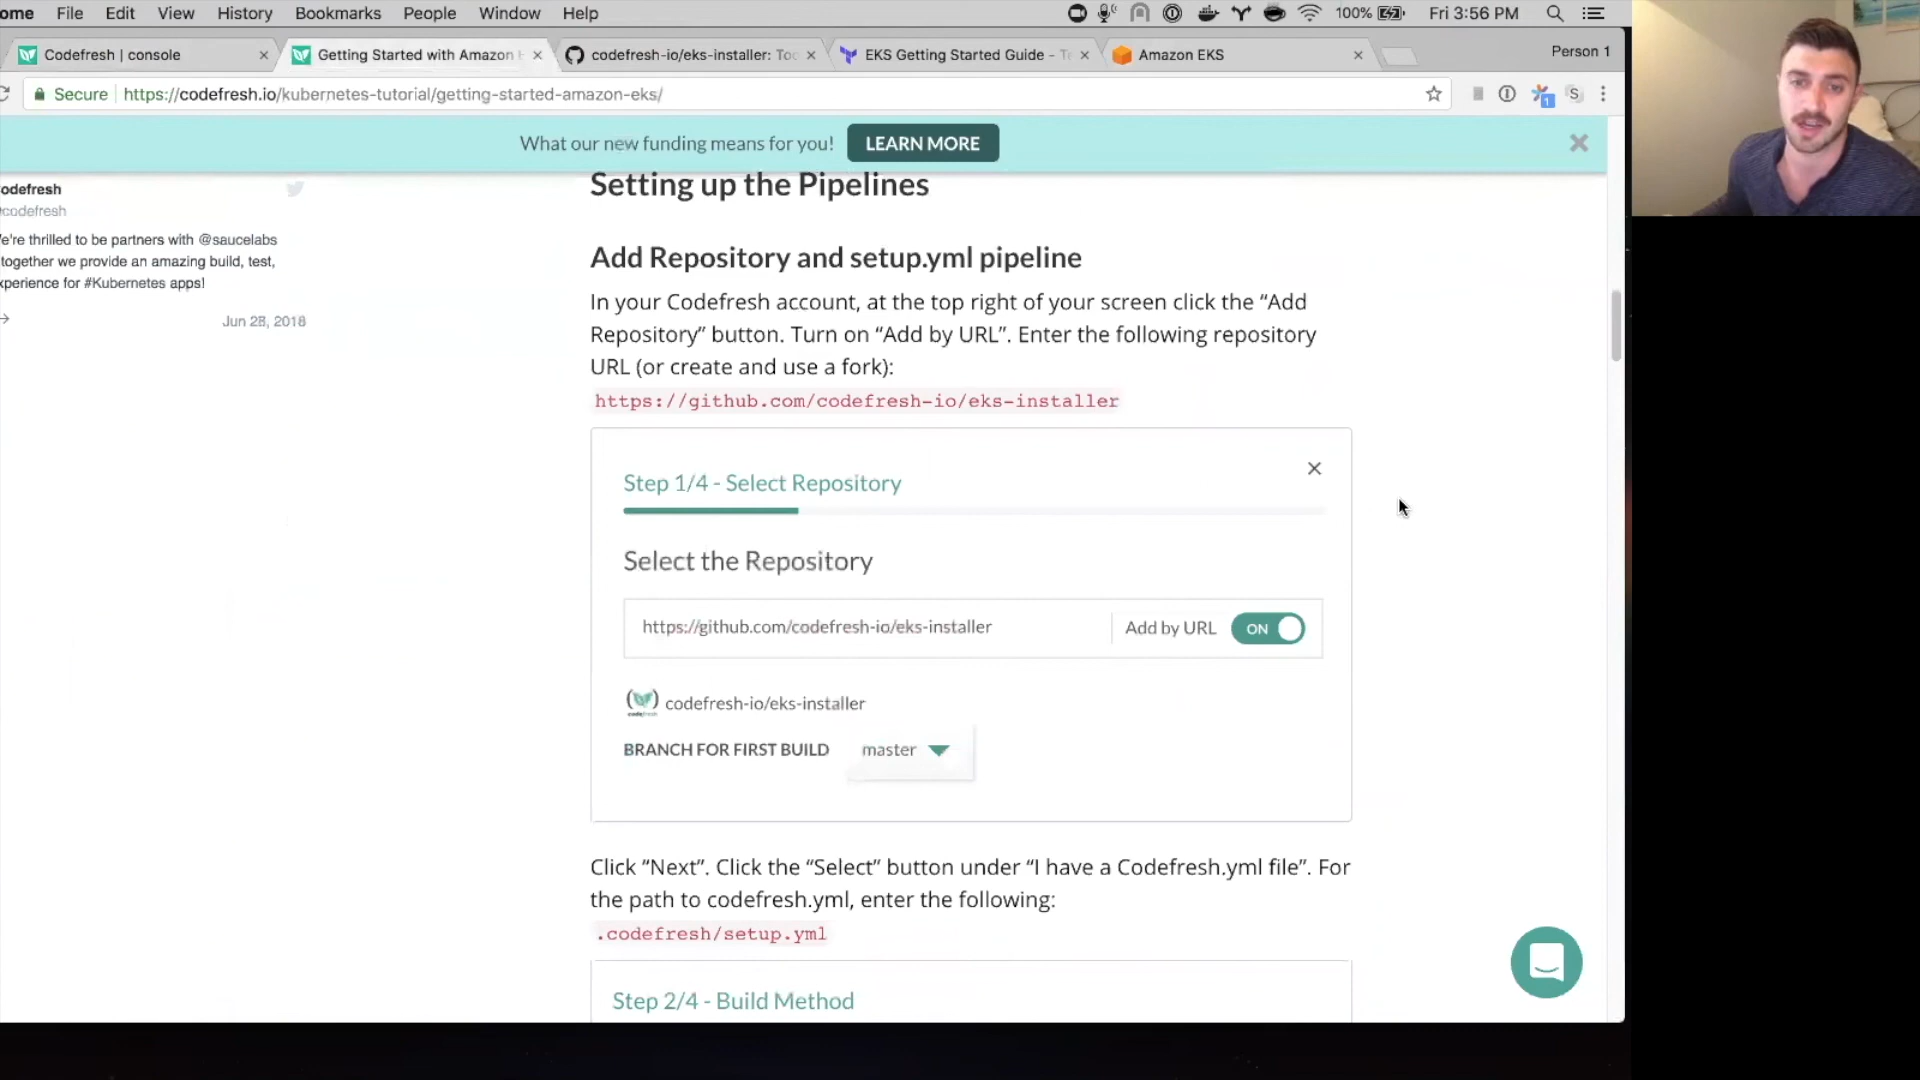 ome File Edit View History Bookmarks People Window Help 100% Fri 3:56 PM
Codefresh | console
Getting Started with Amazon
codefresh-io/eks-installer: Too
EKS Getting Started Guide - Te
Amazon EKS
Person 1
Secure https://codefresh.io/kubernetes-tutorial/getting-started-amazon-eks/
What our new funding means for you! LEARN MORE
odefresh
codefresh
e're thrilled to be partners with @saucelabs
together we provide an amazing build, test,
xperience for #Kubernetes apps!
Jun 28, 2018
Setting up the Pipelines
Add Repository and setup.yml pipeline
In your Codefresh account, at the top right of your screen click the “Add
Repository” button. Turn on “Add by URL”. Enter the following repository
URL (or create and use a fork):
https://github.com/codefresh-io/eks-installer
Step 1/4 - Select Repository
Select the Repository
https://github.com/codefresh-io/eks-installer Add by URL ON
codefresh-io/eks-installer
BRANCH FOR FIRST BUILD master
Click “Next”. Click the “Select” button under “I have a Codefresh.yml file”. For
the path to codefresh.yml, enter the following:
.codefresh/setup.yml
Step 2/4 - Build Method